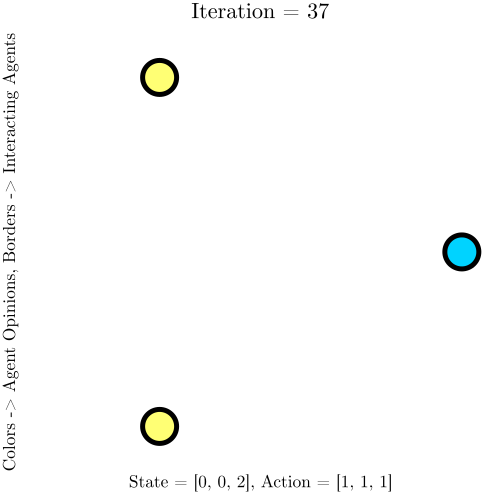 Iteration = 37
Colors -> Agent Opinions, Borders -> Interacting Agents
State = [0, 0, 2], Action = [1, 1, 1]